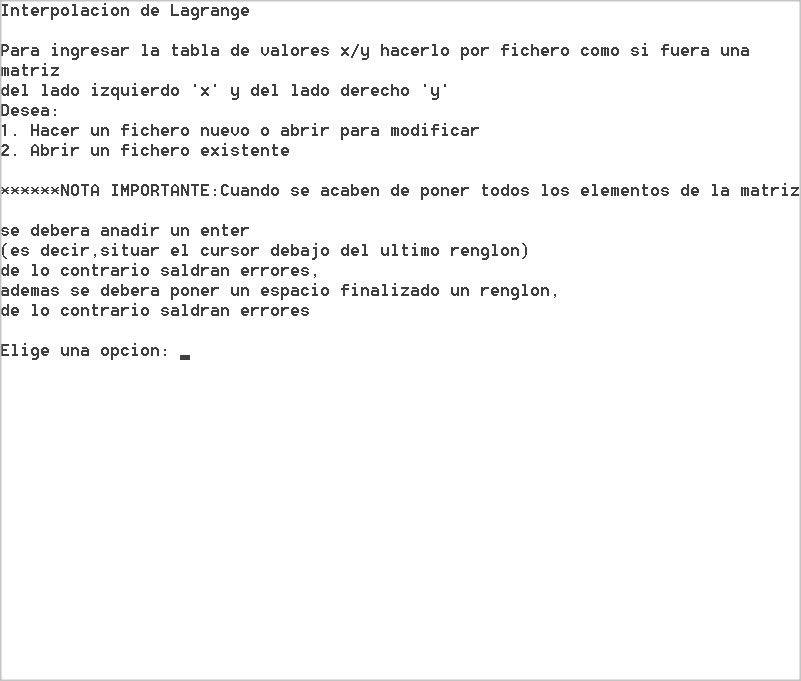 Interpolacion de Lagrange
Para ingresar la tabla de valores x/y hacerlo por fichero como si fuera una
matriz
del lado izquierdo 'x' y del lado derecho 'y'
Desea:
1. Hacer un fichero nuevo o abrir para modificar
2. Abrir un fichero existente
******NOTA IMPORTANTE:Cuando se acaben de poner todos los elementos de la matriz
se debera anadir un enter
(es decir,situar el cursor debajo del ultimo renglon)
de lo contrario saldran errores,
ademas se debera poner un espacio finalizado un renglon,
de lo contrario saldran errores
Elige una opcion: _